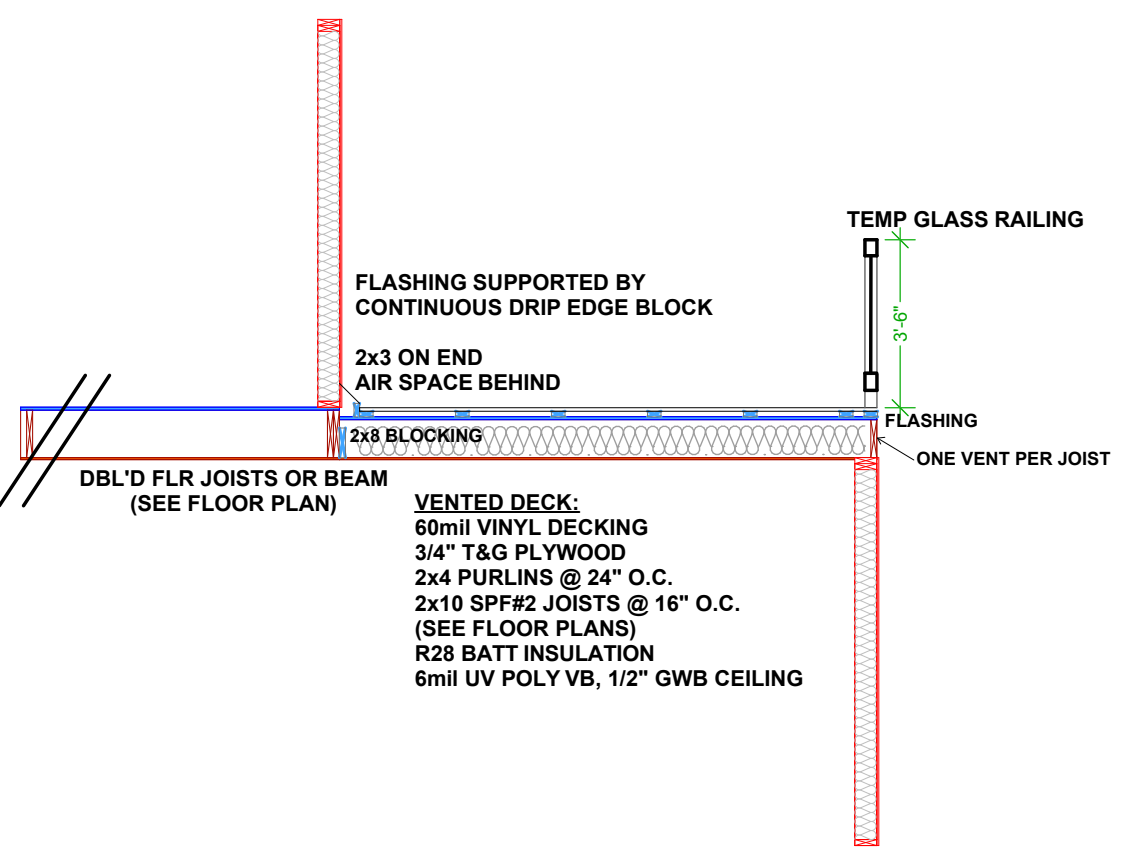 TEMP GLASS RAILING
FLASHING SUPPORTED BY
CONTINUOUS DRIP EDGE BLOCK
3'-6"
2x3 ON END
AIR SPACE BEHIND
FLASHING
2x8 BLOCKING
ONE VENT PER JOIST
DBL'D FLR JOISTS OR BEAM
(SEE FLOOR PLAN)
VENTED DECK:
60mil VINYL DECKING
3/4" T&G PLYWOOD
2x4 PURLINS @ 24" O.C.
2x10 SPF#2 JOISTS @ 16" O.C.
(SEE FLOOR PLANS)
R28 BATT INSULATION
6mil UV POLY VB, 1/2" GWB CEILING